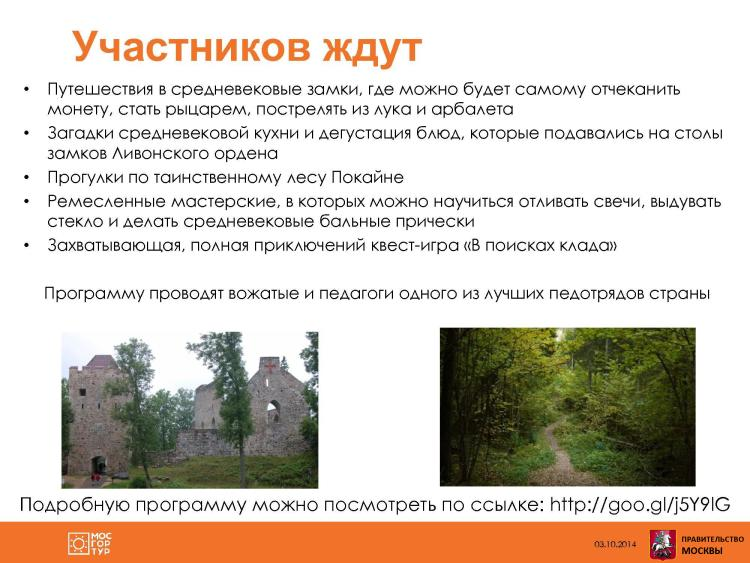 Участников ждут
• Путешествия в средневековые замки, где можно будет самому отчеканить
монету, стать рыцарем, пострелять из лука и арбалета
• Загадки средневековой кухни и дегустация блюд, которые подавались на столы
замков Ливонского ордена
• Прогулки по таинственному лесу Покайне
• Ремесленные мастерские, в которых можно научиться отливать свечи, выдувать
стекло и делать средневековые бальные прически
• Захватывающая, полная приключений квест-игра «В поисках клада»
Программу проводят вожатые и педагоги одного из лучших педотрядов страны
Подробную программу можно посмотреть по ссылке: http://goo.gl/j5Y9lG
МОС
ГОР
ТУР
03.10.2014
ПРАВИТЕЛЬСТВО
МОСКВЫ